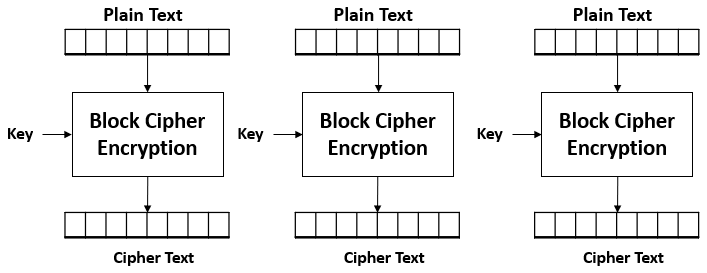 Plain Text Plain Text Plain Text
Key Block Cipher Encryption Key Block Cipher Encryption Key Block Cipher Encryption
Cipher Text Cipher Text Cipher Text